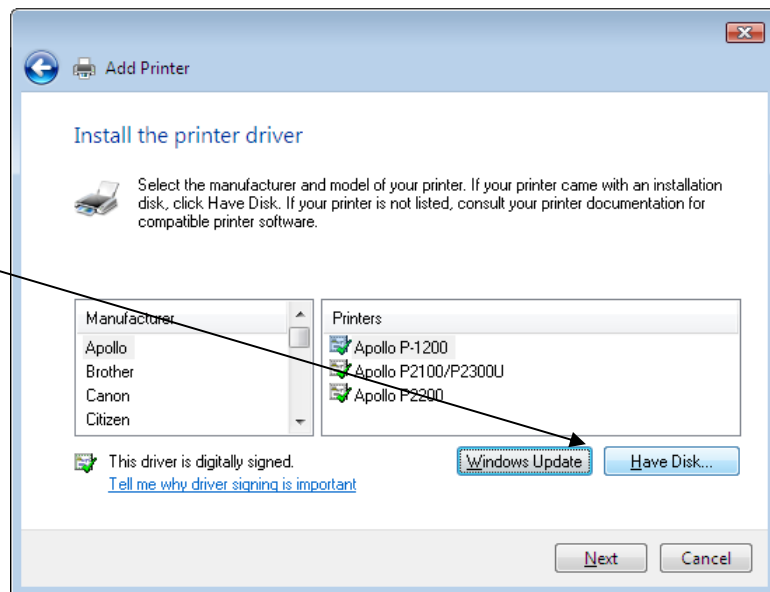 Add Printer
Install the printer driver
Select the manufacturer and model of your printer. If your printer came with an installation
disk, click Have Disk. If your printer is not listed, consult your printer documentation for
compatible printer software.
Manufacturer
Apollo
Brother
Canon
Citizen
Printers
Apollo P-1200
Apollo P2100/P2300U
Apollo P2200
This driver is digitally signed.
Tell me why driver signing is important
Windows Update
Have Disk...
Next
Cancel